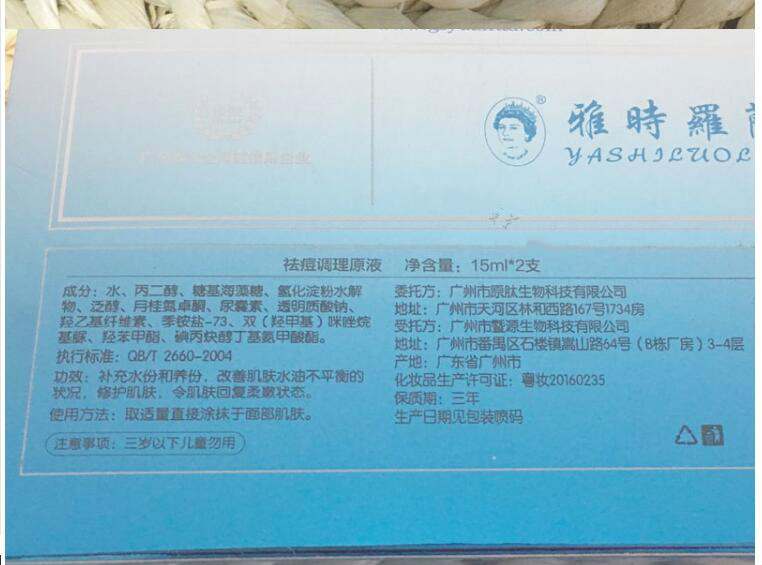 雅時羅
YASHILUOL
祛痘调理原液 净含量：15ml*2支
成分：水、丙二醇、糖基海藻糖、氢化淀粉水解
物、泛醇、月桂氮卓酮、尿囊素、透明质酸钠、
羟乙基纤维素、季铵盐-73、双（羟甲基）咪唑烷
基脲、羟苯甲酯、碘丙炔醇丁基氨甲酸酯。
执行标准：QB/T 2660-2004
功效：补充水份和养份，改善肌肤水油不平衡的
状况，修护肌肤，令肌肤回复柔嫩状态。
使用方法：取适量直接涂抹于面部肌肤。
注意事项：三岁以下儿童勿用
委托方：广州市原肽生物科技有限公司
地址：广州市天河区林和西路167号1734房
受托方：广州市暨源生物科技有限公司
地址：广州市番禺区石楼镇嵩山路64号（B栋厂房）3-4层
产地：广东省广州市
化妆品生产许可证：粤妆20160235
保质期：三年
生产日期见包装喷码